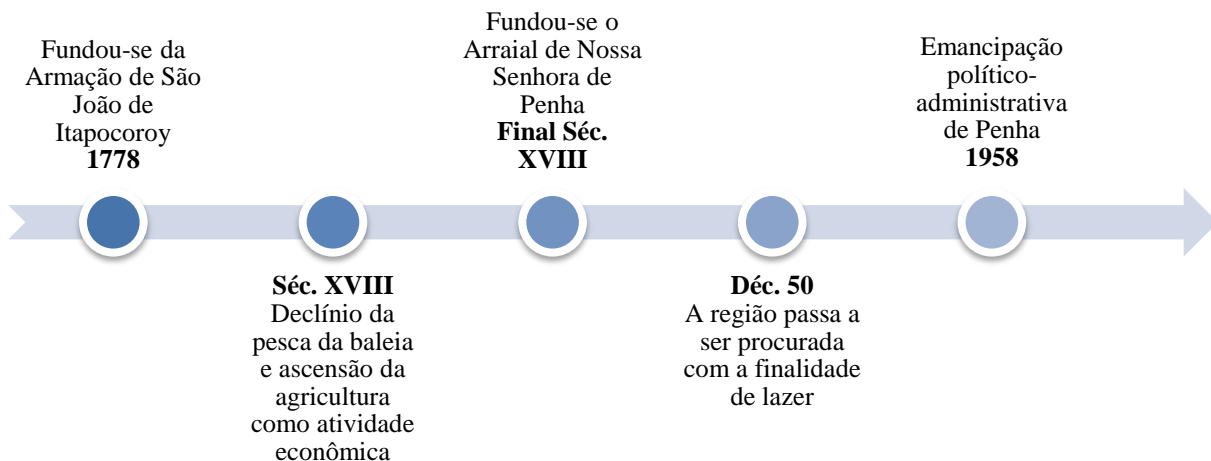 Fundou-se da
Armação de São
João de
Itapocoroy
1778
Séc. XVIII
Declínio da
pesca da baleia
e ascensão da
agricultura
como atividade
econômica
Fundou-se o
Arraial de Nossa
Senhora de
Penha
Final Séc.
XVIII
Déc. 50
A região passa a
ser procurada
com a finalidade
de lazer
Emancipação
político-
administrativa
de Penha
1958